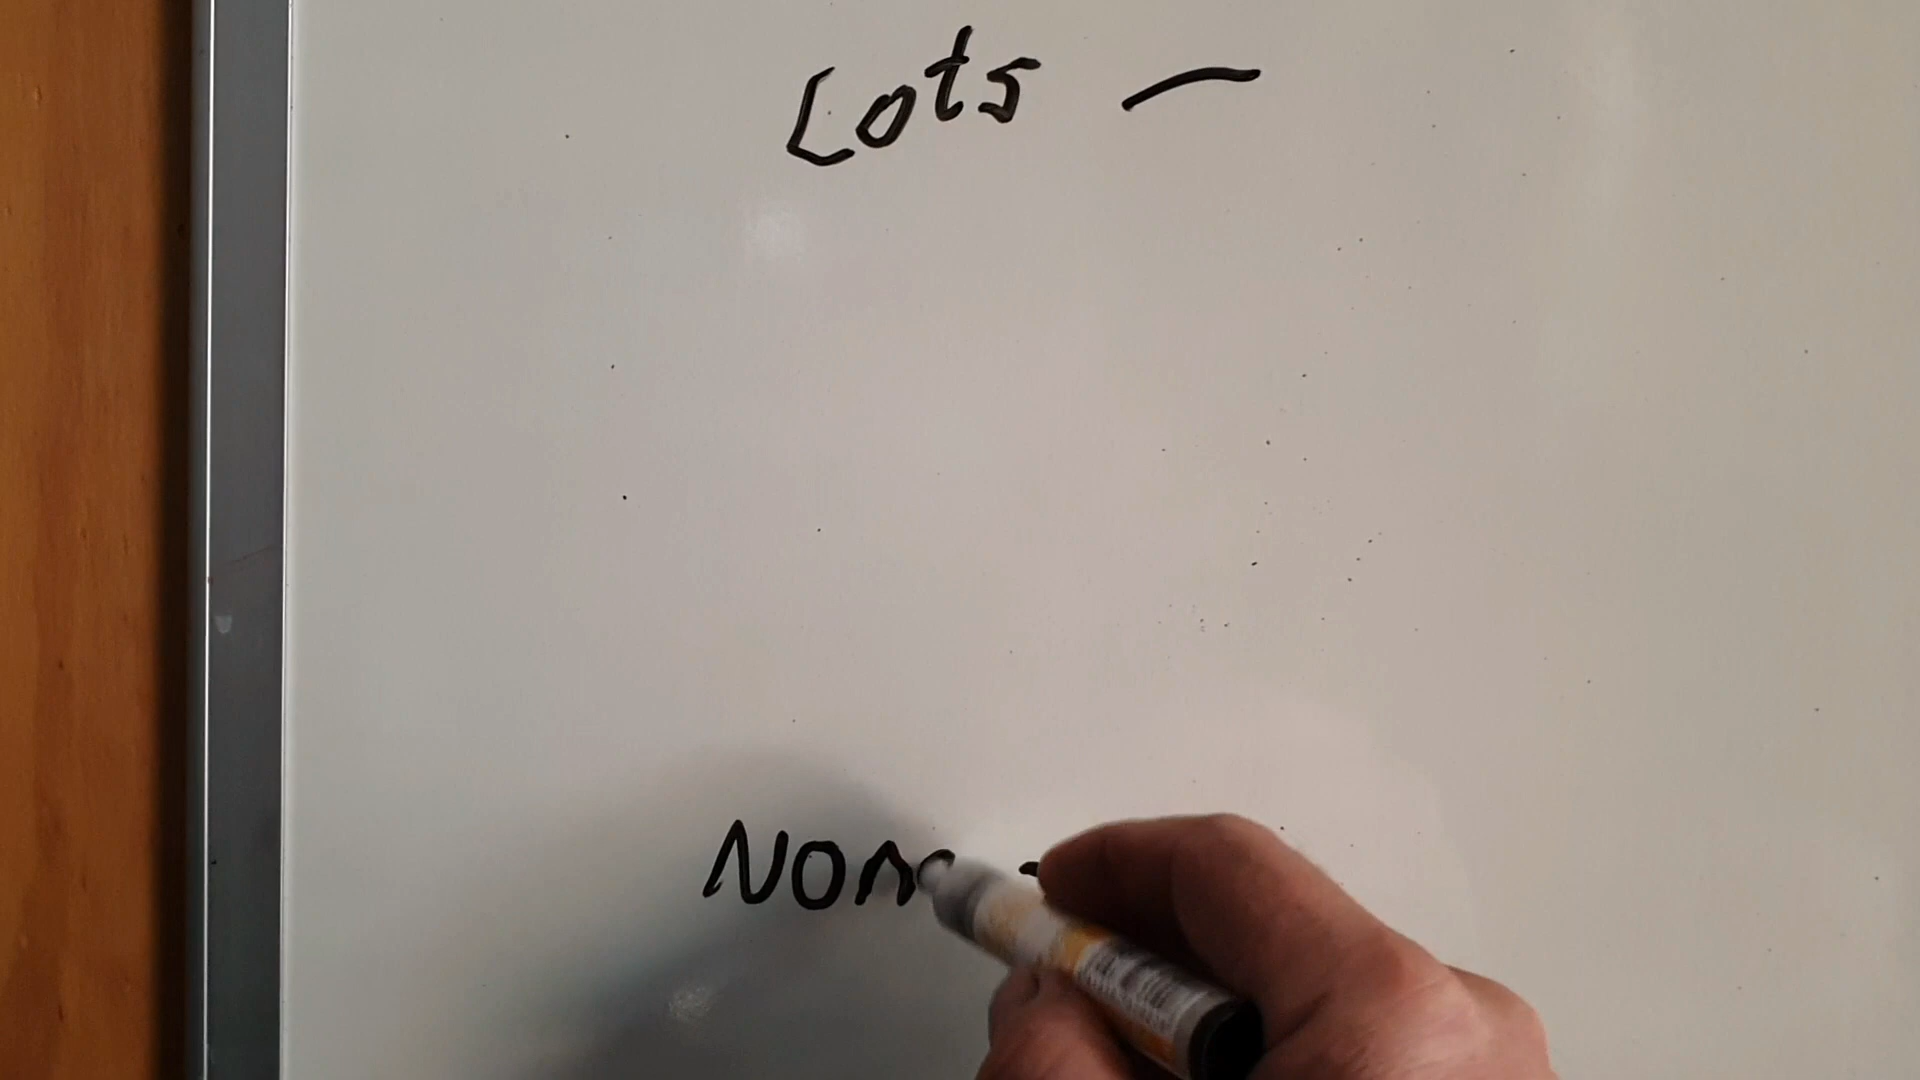 Lots —
None -